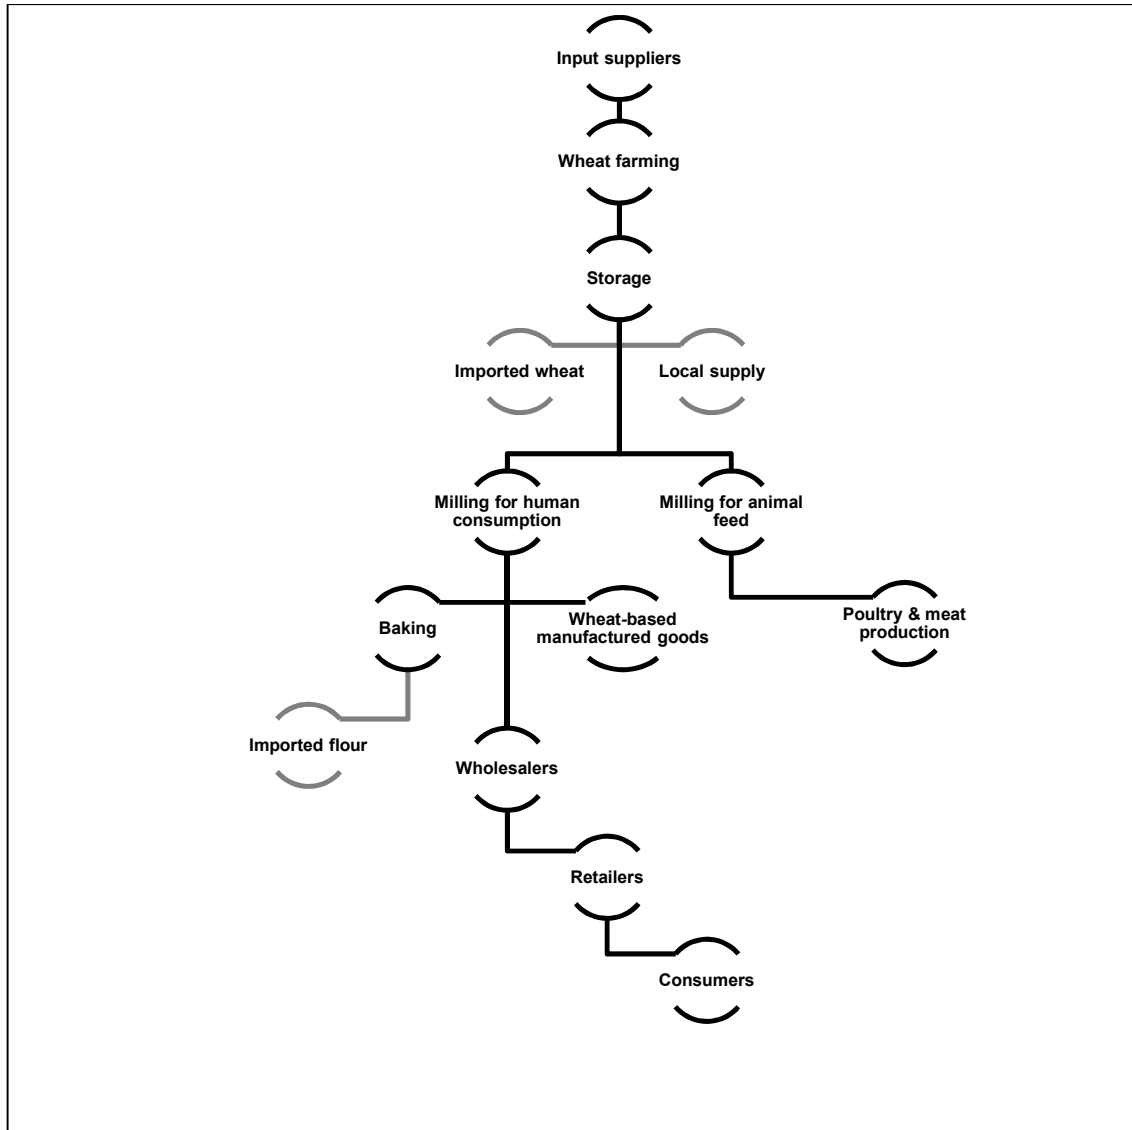 Input suppliers
Wheat farming
Storage
Imported wheat
Local supply
Milling for human
consumption
Milling for animal
feed
Baking
Wheat-based
manufactured goods
Poultry & meat
production
Imported flour
Wholesalers
Retailers
Consumers